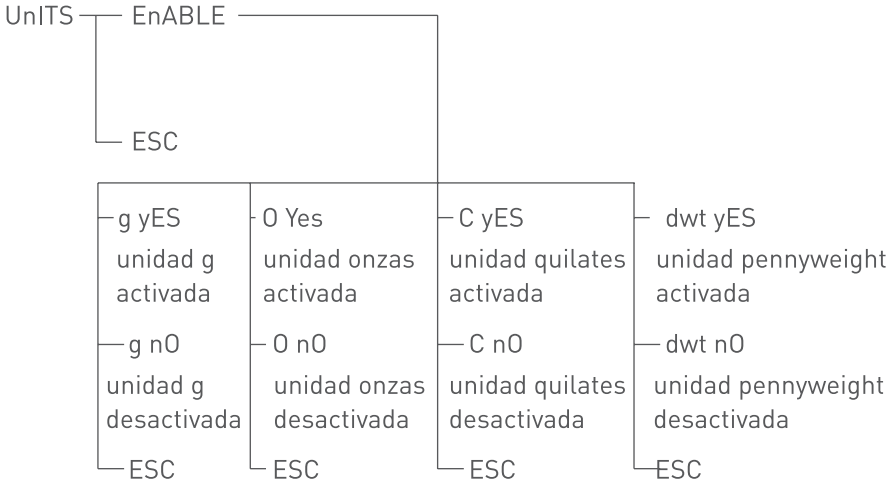 UnITS EnABLE
ESC
g yES
unidad g
activada
g nO
unidad g
desactivada
ESC
O Yes
unidad onzas
activada
O nO
unidad onzas
desactivada
ESC
C yES
unidad quilates
activada
C nO
unidad quilates
desactivada
ESC
dwt yES
unidad pennyweight
activada
dwt nO
unidad pennyweight
desactivada
ESC